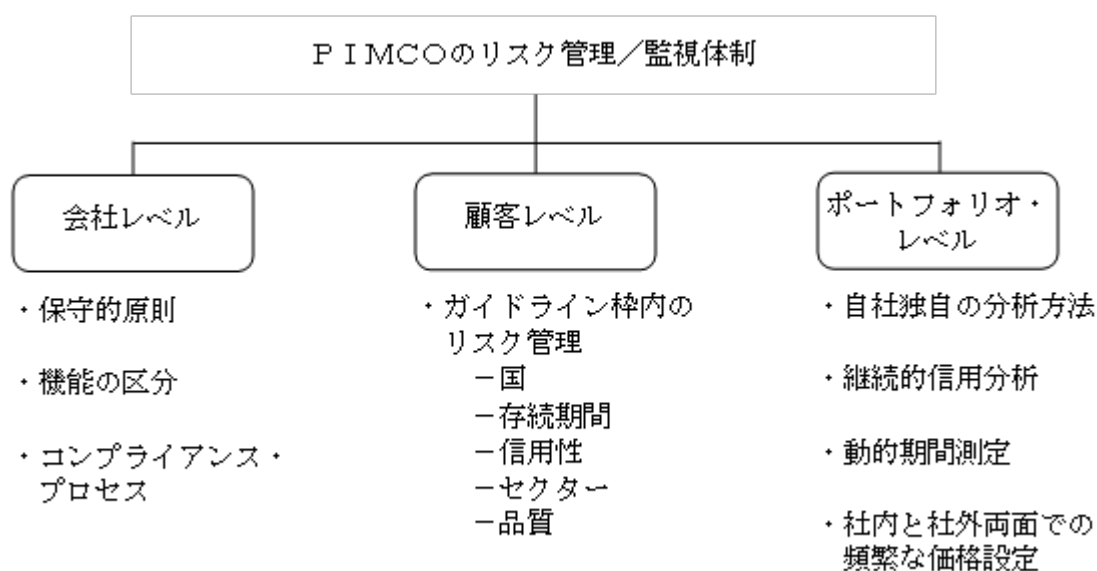 ＰＩＭＣＯのリスク管理／監視体制
会社レベル
・保守的原則
・機能の区分
・コンプライアンス・
プロセス
顧客レベル
・ガイドライン枠内の
リスク管理
－国
－存続期間
－信用性
－セクター
－品質
ポートフォリオ・
レベル
・自社独自の分析方法
・継続的信用分析
・動的期間測定
・社内と社外両面での
頻繁な価格設定